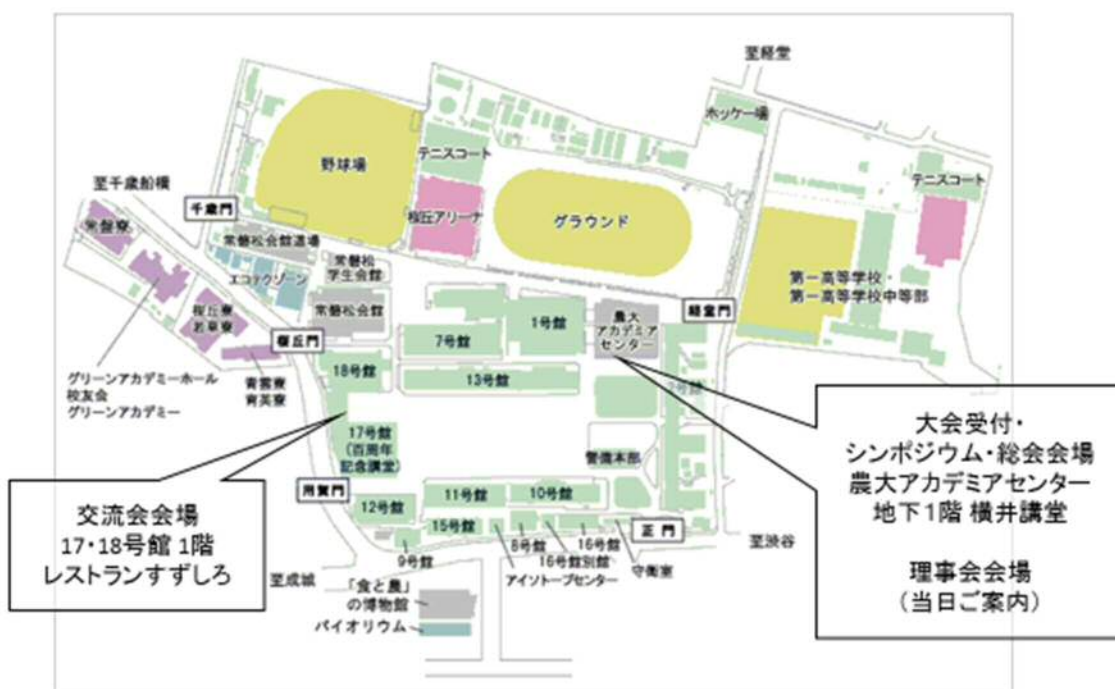 至経堂
ホッケー場
テニスコート
野球場
テニスコート
至千歳船橋
千歳門
桜丘アリーナ
グラウンド
常盤寮
常磐松会館道場
常磐松
学生会館
エコテクゾーン
第一高等学校・
第一高等学校中等部
桜丘寮
若草寮
常磐松会館
1号館
農大
アカデミア
センター
経堂門
桜丘門
7号館
18号館
13号館
2号館
グリーンアカデミーホール
校友会
グリーンアカデミー
青雲寮
青英寮
大会受付・
シンポジウム・総会会場
農大アカデミアセンター
地下1階 横井講堂
理事会会場
(当日ご案内)
17号館
(百周年
記念講堂)
警備本部
用賀門
交流会会場
17・18号館 1階
レストランすずしろ
12号館
11号館
10号館
15号館
8号館
16号館
正門
9号館
16号館別館
守衛室
アイソトープセンター
至渋谷
至成城
「食と農」
の博物館
バイオリウム